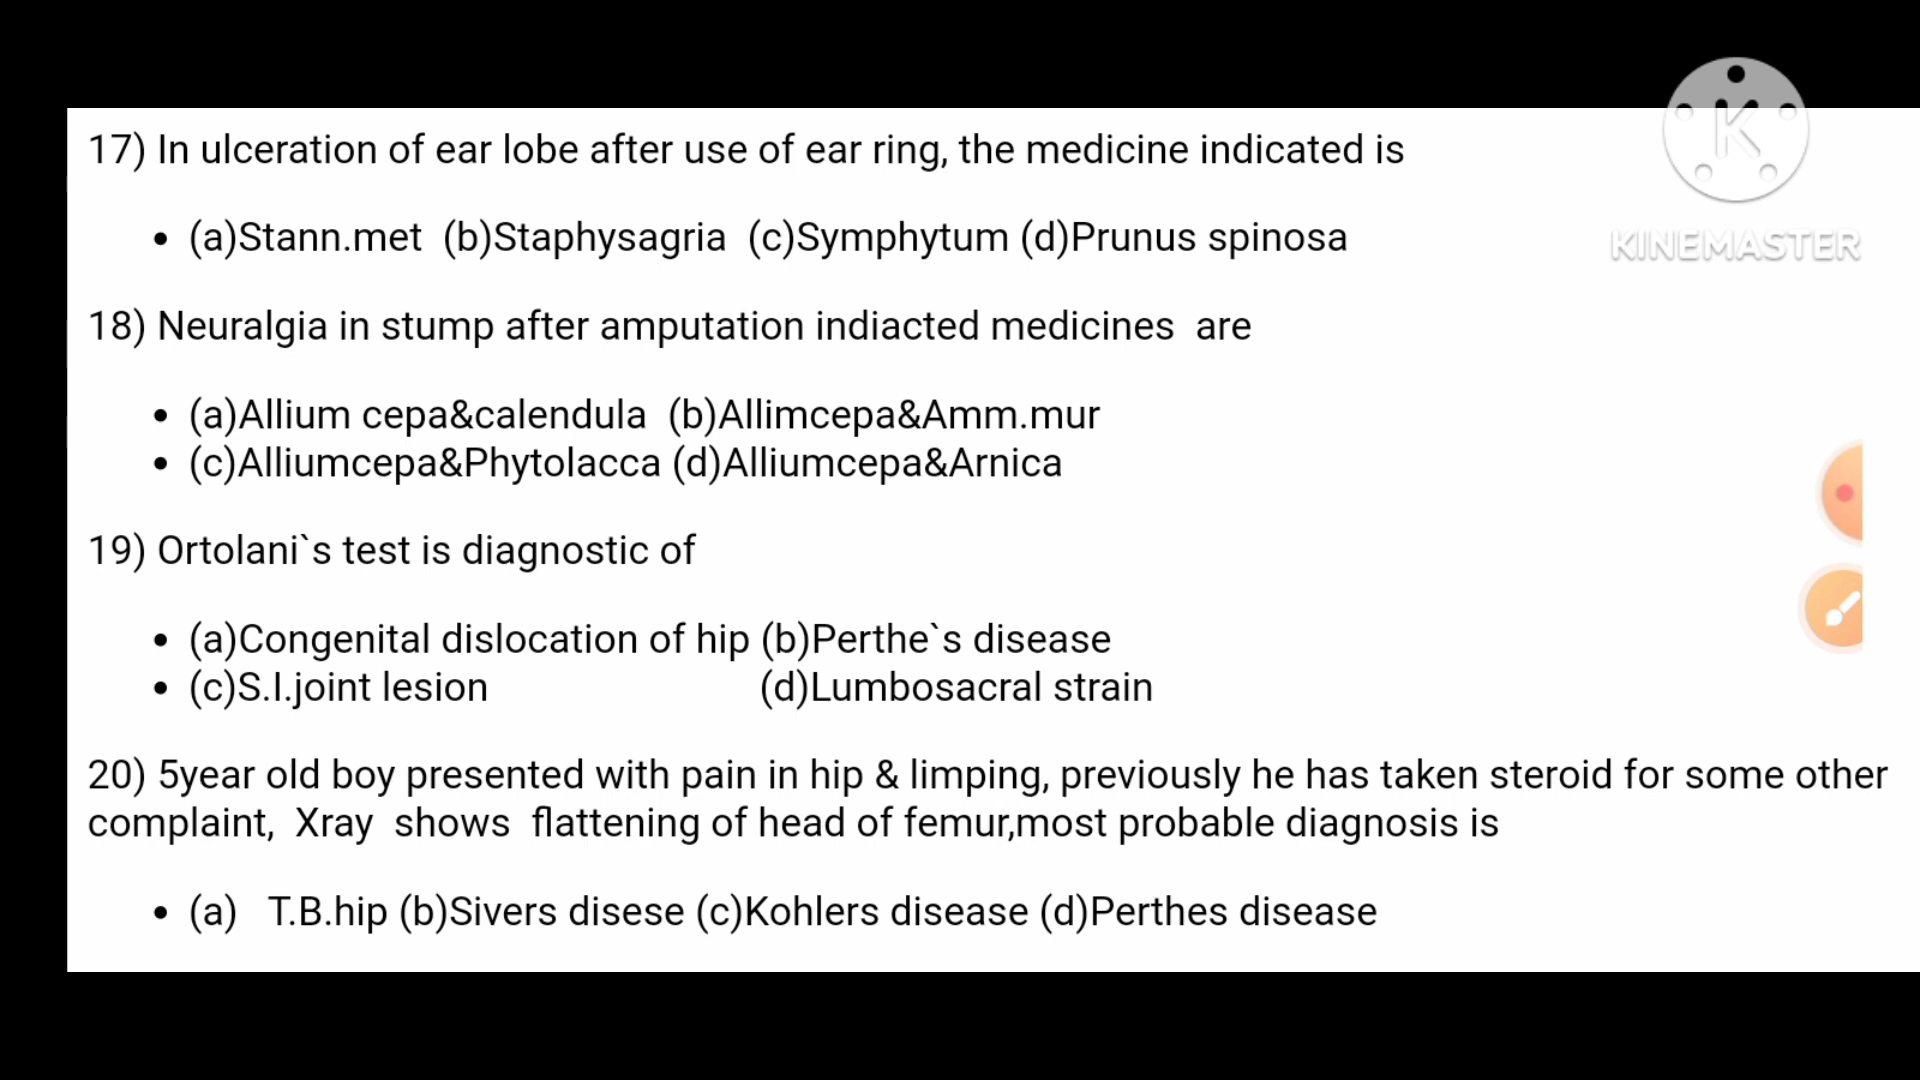 17) In ulceration of ear lobe after use of ear ring, the medicine indicated is
• (a)Stann.met (b)Staphysagria (c)Symphytum (d)Prunus spinosa
18) Neuralgia in stump after amputation indiacted medicines are
• (a)Allium cepa&calendula (b)Allimcepa&Amm.mur
• (c)Alliumcepa&Phytolacca (d)Alliumcepa&Arnica
19) Ortolani`s test is diagnostic of
• (a)Congenital dislocation of hip (b)Perthe`s disease
• (c)S.I.joint lesion (d)Lumbosacral strain
20) 5year old boy presented with pain in hip & limping, previously he has taken steroid for some other
complaint, Xray shows flattening of head of femur,most probable diagnosis is
• (a) T.B.hip (b)Sivers disese (c)Kohlers disease (d)Perthes disease
K
KINEMASTER